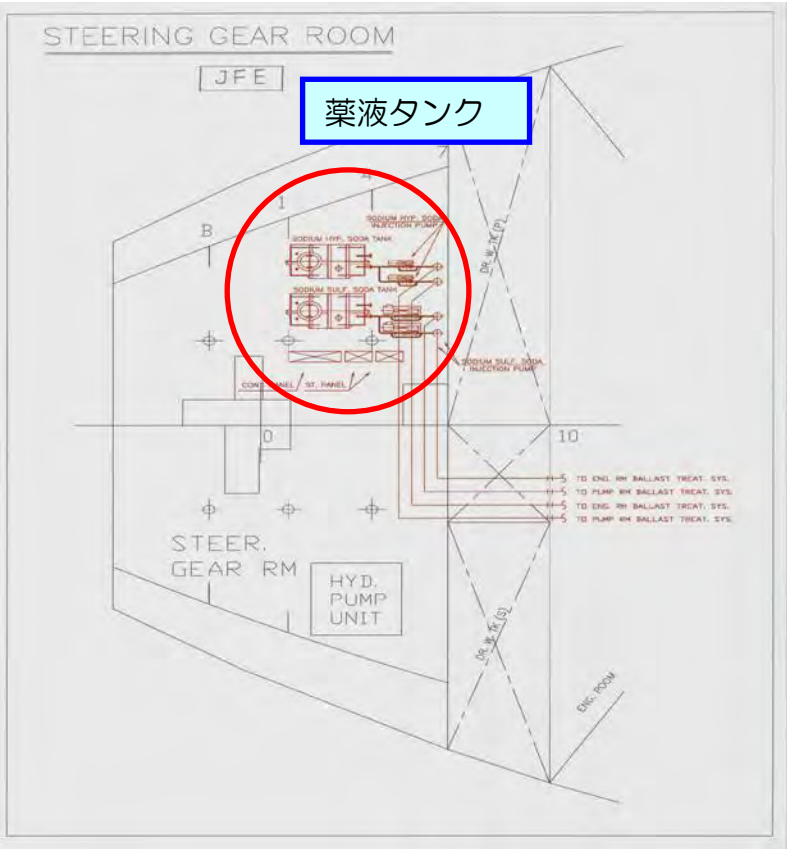 STEERING GEAR ROOM
JFE
薬液タンク
7
4
1
B
SODIUM HYP. SODA
INJECTION PUMP
SODIUM HYP. SODA TANK
SODIUM SULF. SODA TANK
DR. W. TK (P)
SODIUM SULF. SODA
INJECTION PUMP
CONT. PANEL
ST. PANEL
0
10
TO ENG. RM BALLAST TREAT. SYS.
TO PUMP RM BALLAST TREAT. SYS.
TO ENG. RM BALLAST TREAT. SYS.
TO PUMP RM BALLAST TREAT. SYS.
STEER.
GEAR RM
HYD.
PUMP
UNIT
DR. W. TK (S)
ENG. ROOM